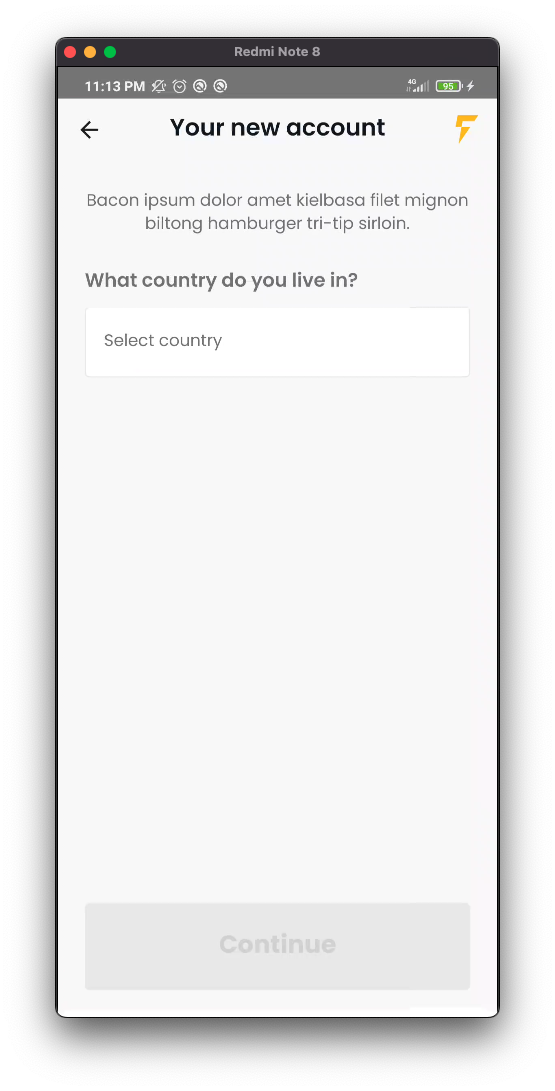 Redmi Note 8
11:13 PM 4G 95
Your new account
Bacon ipsum dolor amet kielbasa filet mignon
biltong hamburger tri-tip sirloin.
What country do you live in?
Select country
Continue